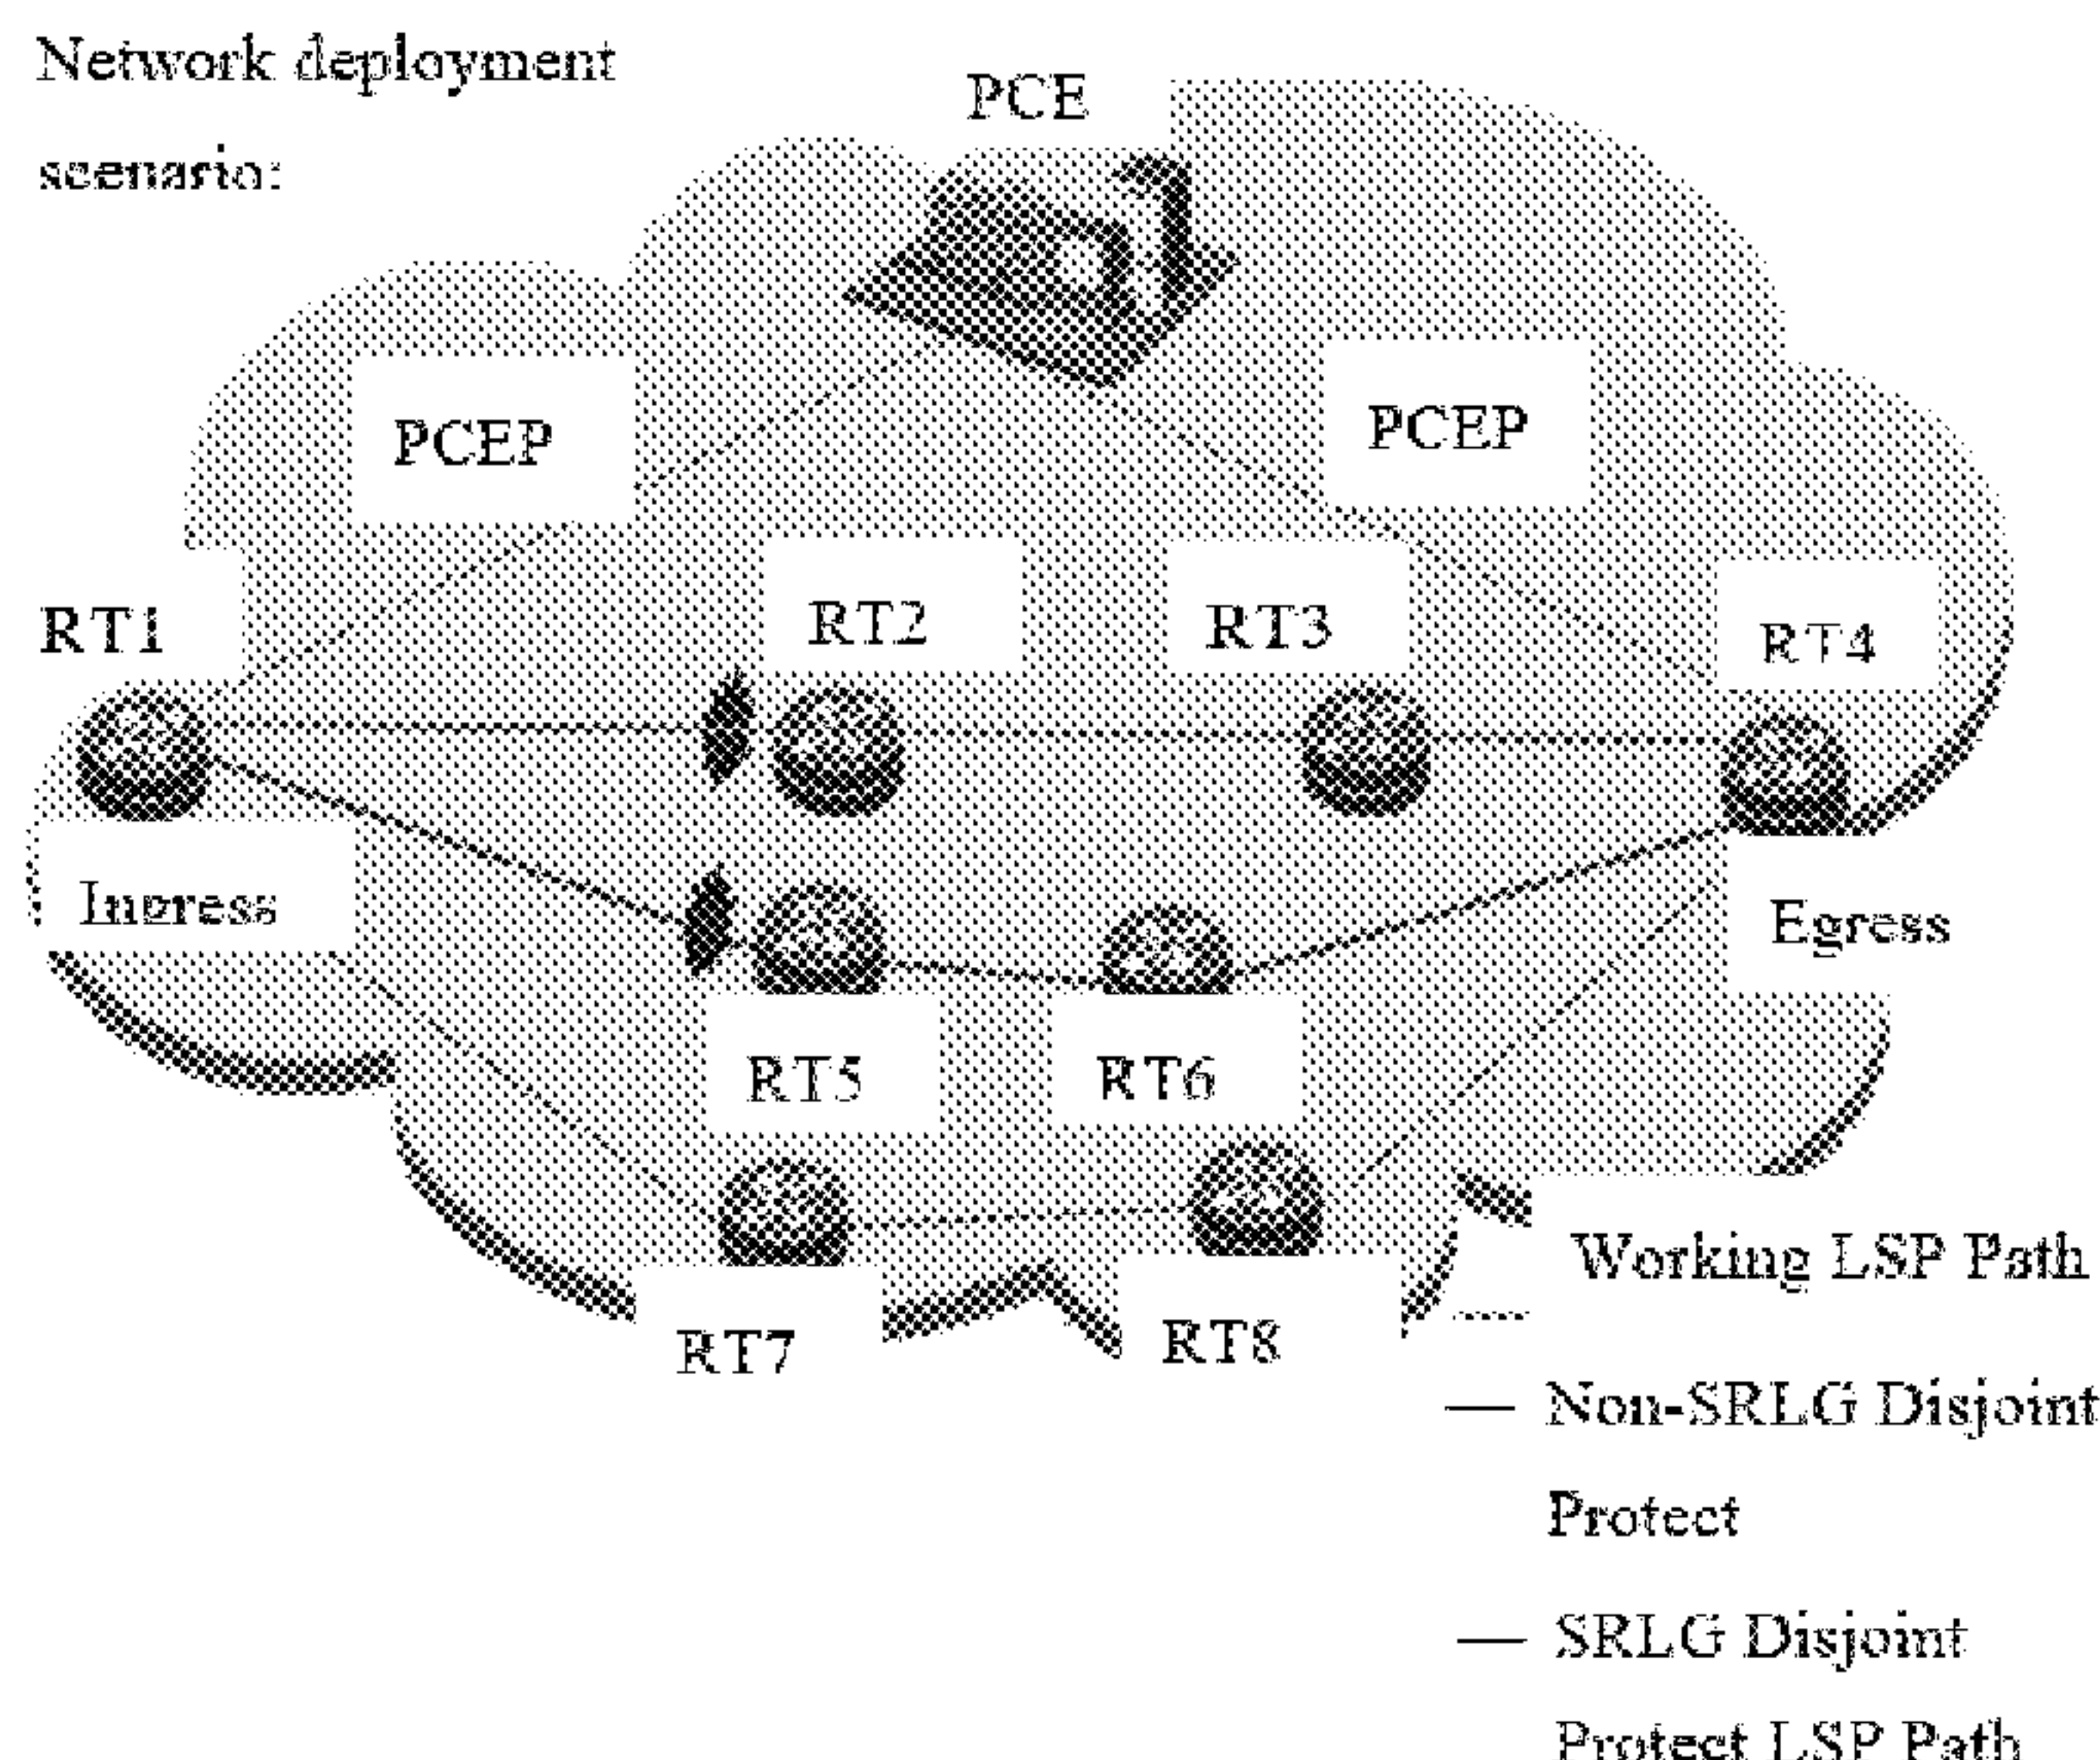 Network deployment
scenario:
PCE
PCEP
PCEP
RT1
RT2
RT3
RT4
Ingress
Egress
RT5
RT6
RT7
RT8
Working LSP Path
Non-SRLG Disjoint
Protect
SRLG Disjoint
Protect LSP Path